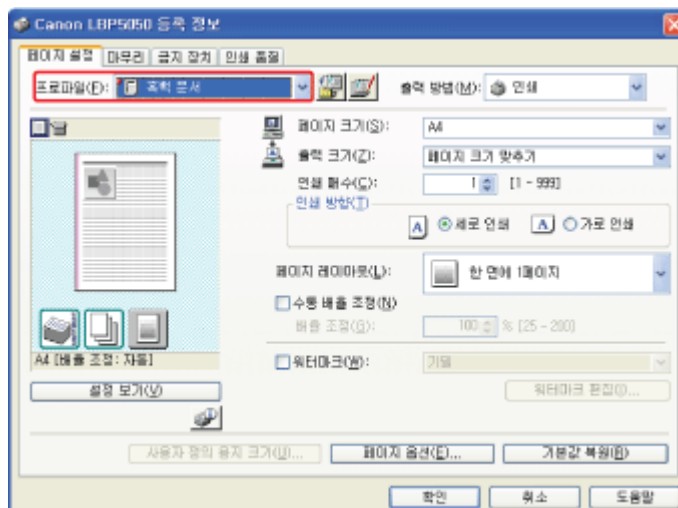 Canon LBP5050 등록 정보
페이지 설정 마무리 급지 장치 인쇄 품질
프로파일(F): 흑백 문서 출력 방법(M): 인쇄
페이지 크기(S): A4
출력 크기(Z): 페이지 크기 맞추기
인쇄 매수(C): 1 [1 - 999]
인쇄 방향(T)
A 세로 인쇄 A 가로 인쇄
페이지 레이아웃(L): 한 면에 1페이지
수동 배율 조정(N)
배율 조정(G): 100 % [25 - 200]
A4 [배율 조정: 자동]
워터마크(W): 기밀
설정 보기(V)
워터마크 편집(I)...
사용자 정의 용지 크기(U)... 페이지 옵션(E)... 기본값 복원(R)
확인 취소 도움말